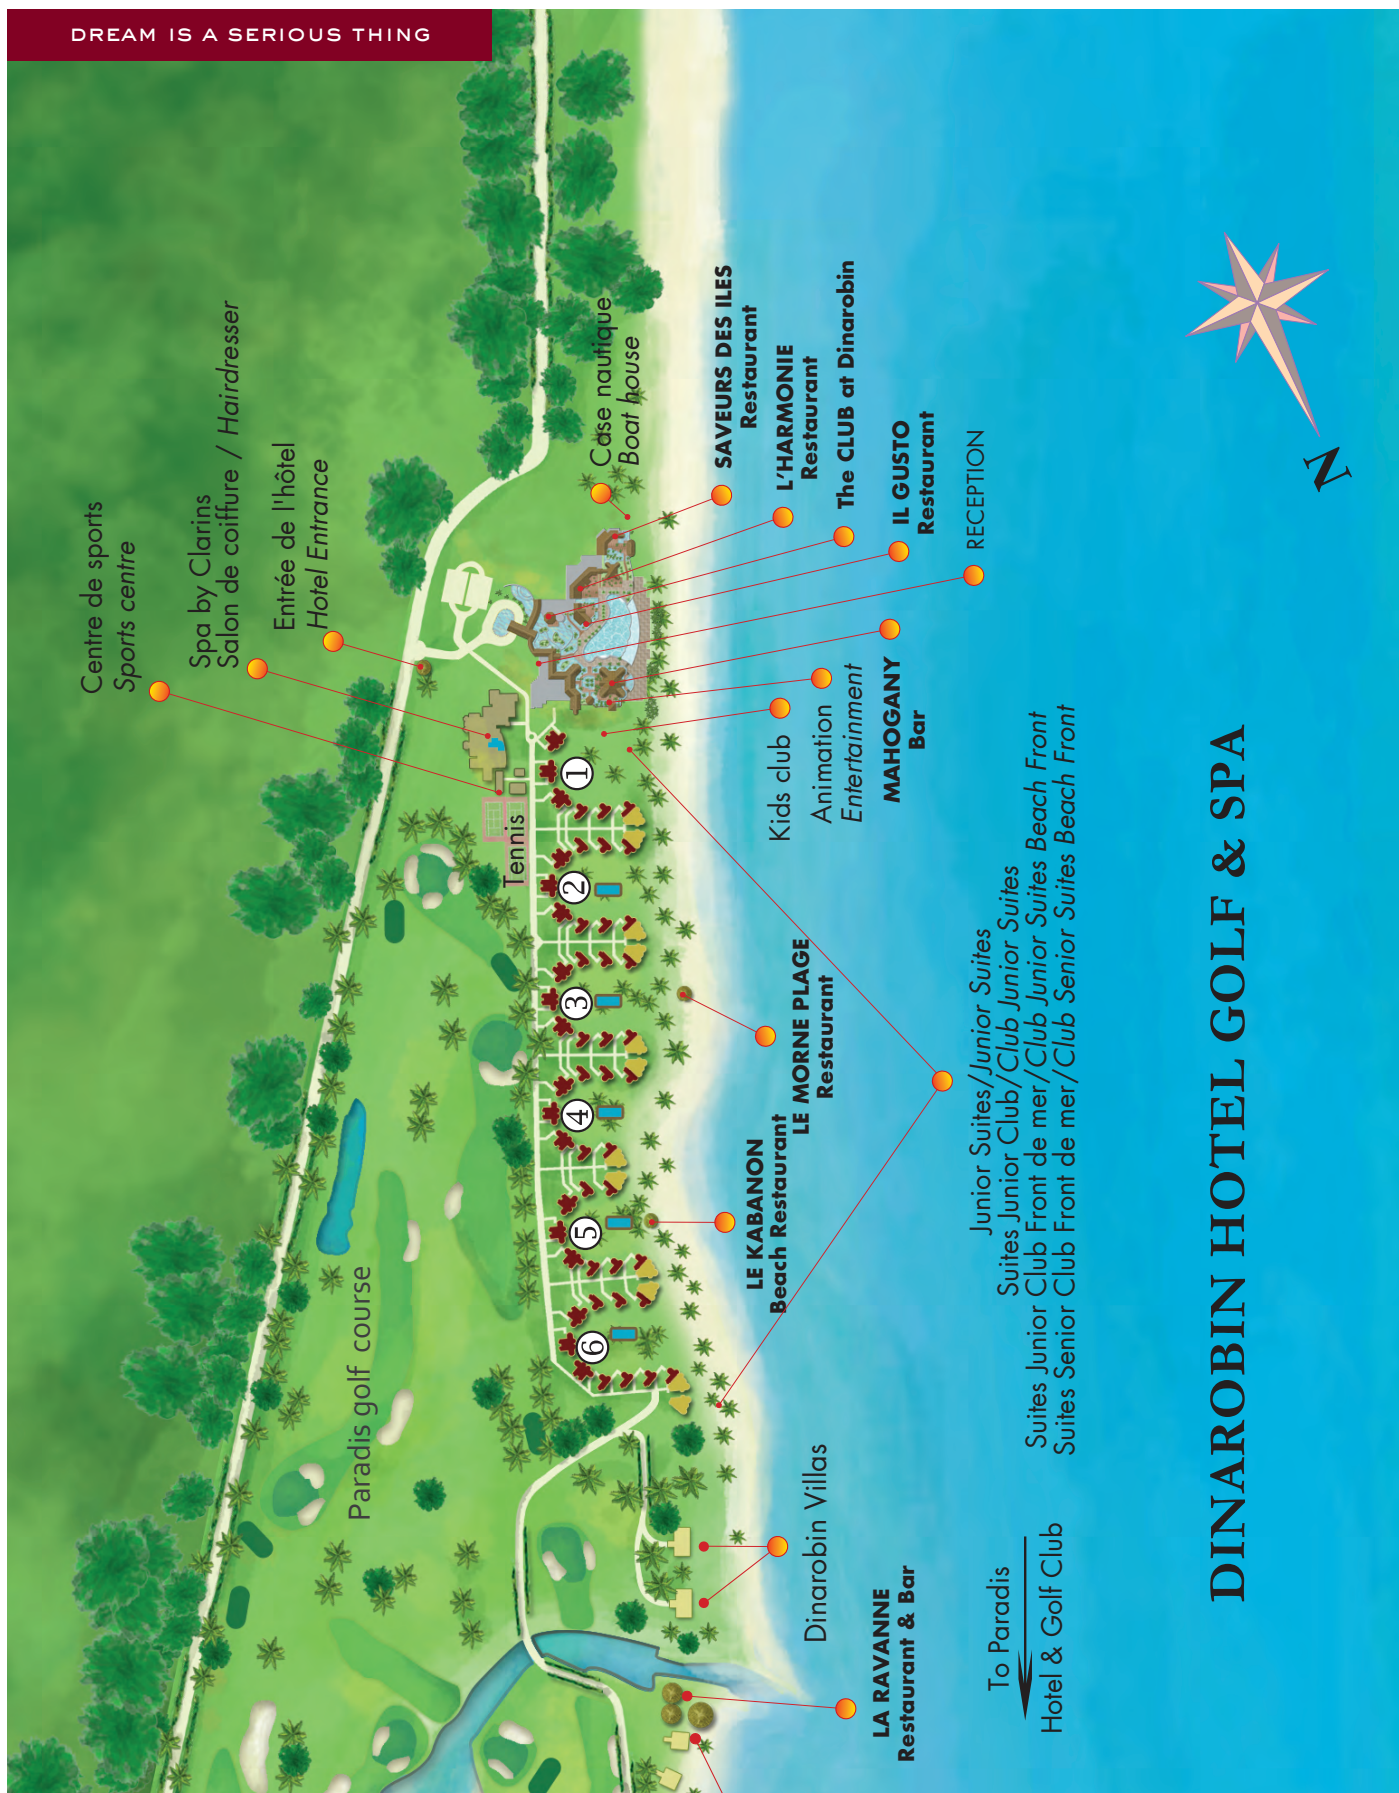 DREAM IS A SERIOUS THING
Centre de sports
Sports centre
Spa by Clarins
Salon de coiffure / Hairdresser
Entrée de l'hôtel
Hotel Entrance
Case nautique
Boat house
SAVEURS DES ILES
Restaurant
L'HARMONIE
Restaurant
The CLUB at Dinarobin
IL GUSTO
Restaurant
RECEPTION
MAHOGANY
Bar
Animation
Entertainment
Kids club
Tennis
1
2
3
4
5
6
Paradis golf course
LE MORNE PLAGE
Restaurant
LE KABANON
Beach Restaurant
Junior Suites/Junior Suites
Suites Junior Club/Club Junior Suites
Suites Junior Club Front de mer/Club Junior Suites Beach Front
Suites Senior Club Front de mer/Club Senior Suites Beach Front
Dinarobin Villas
LA RAVANNE
Restaurant & Bar
To Paradis
Hotel & Golf Club
N
DINAROBIN HOTEL GOLF & SPA